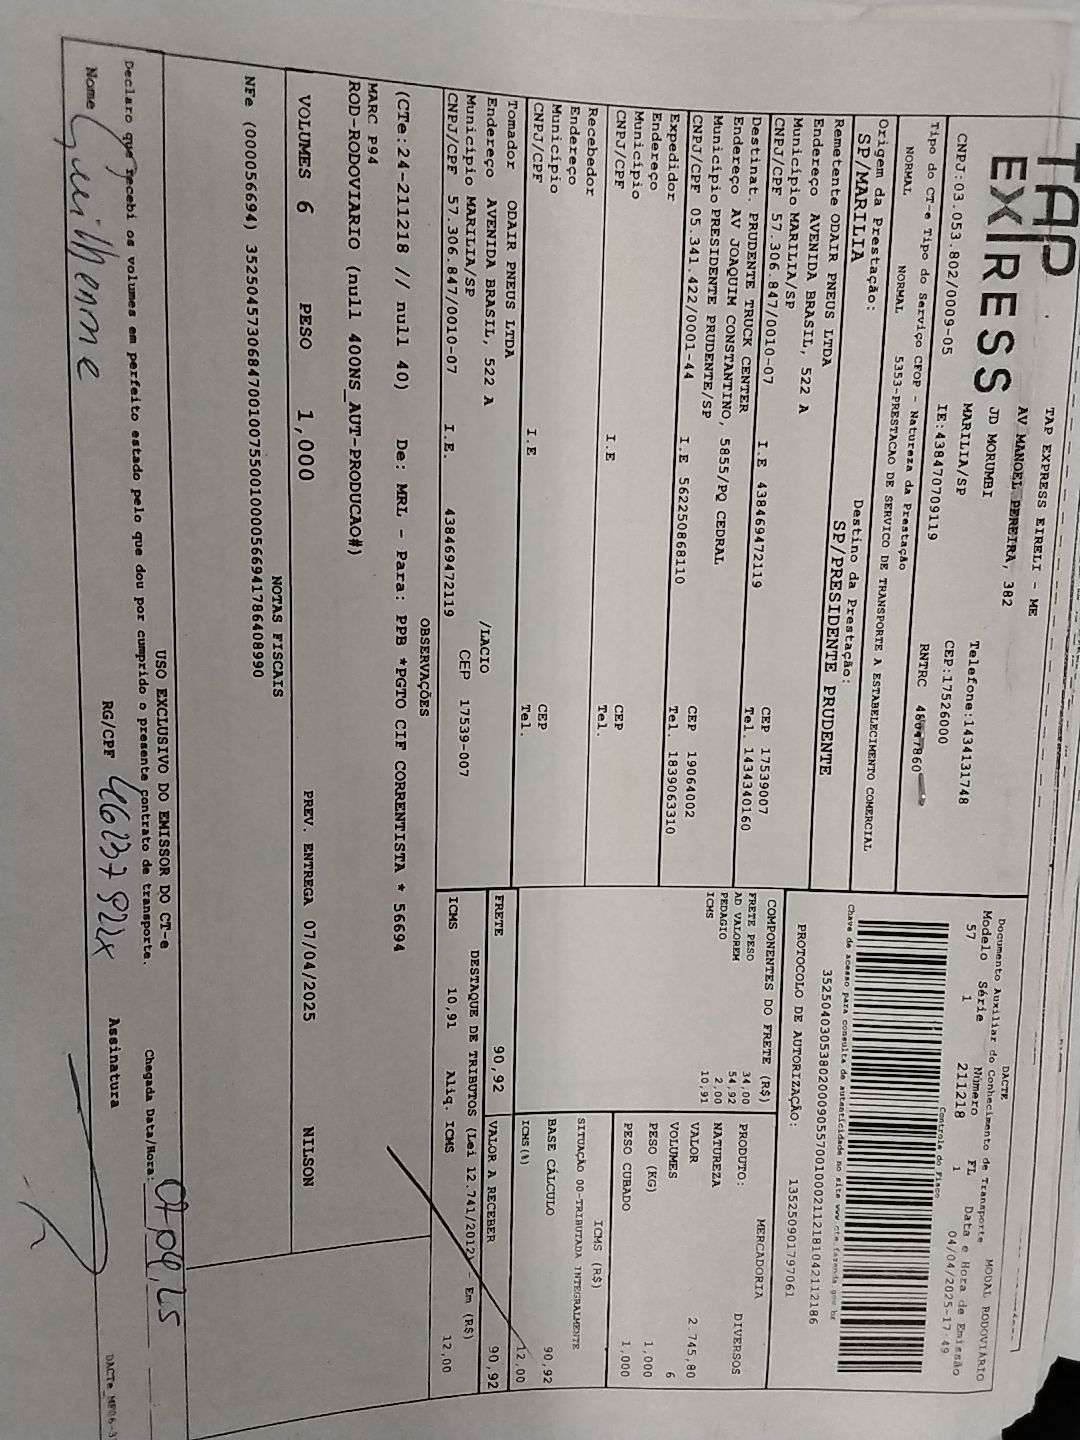 TAP
EXPRESS
TAP EXPRESS EIRELI - ME
AV MANOEL PEREIRA, 382
JD MORUMBI
MARILIA/SP
Telefone:1434131748
CEP:17526000
CNPJ:03.053.802/0009-05
IE:438470709119
RNTRC
DACTE
Documento Auxiliar do Conhecimento de Transporte MODAL RODOVIÁRIO
Modelo Série Número FL Data e Hora de Emissão
57 1 211218 1 04/04/2025-17:49
Controle do Fisco
Chave de acesso para consulta de autenticidade no site www.cte.fazenda.gov.br
PROTOCOLO DE AUTORIZAÇÃO: 135250901797061
Tipo do CT-e Tipo do Serviço CFOP - Natureza da Prestação
NORMAL NORMAL 5353-PRESTACAO DE SERVICO DE TRANSPORTE A ESTABELECIMENTO COMERCIAL
Origem da Prestação: Destino da Prestação:
SP/MARILIA SP/PRESIDENTE PRUDENTE
Remetente ODAIR PNEUS LTDA
Endereço AVENIDA BRASIL, 522 A
Município MARILIA/SP CEP 17539007
CNPJ/CPF 57.306.847/0010-07 I.E 438469472119 Tel. 1434340160
Destinat. PRUDENTE TRUCK CENTER
Endereço AV JOAQUIM CONSTANTINO, 5855/PQ CEDRAL
Município PRESIDENTE PRUDENTE/SP CEP 19064002
CNPJ/CPF 05.341.422/0001-44 I.E 562250868110 Tel. 1839063310
Expedidor
Endereço
Município CEP
CNPJ/CPF I.E Tel.
Recebedor
Endereço
Município CEP
CNPJ/CPF I.E Tel.
Tomador ODAIR PNEUS LTDA
Endereço AVENIDA BRASIL, 522 A /LACIO
Município MARILIA/SP CEP 17539-007
CNPJ/CPF 57.306.847/0010-07 I.E. 438469472119
COMPONENTES DO FRETE (R$)
FRETE PESO 34,00
AD VALOREM 54,92
PEDAGIO 2,00
ICMS 10,91
MERCADORIA
PRODUTO: DIVERSOS
NATUREZA
VALOR 2 745,80
VOLUMES 6
PESO (KG) 1,000
PESO CUBADO 1,000
ICMS (R$)
SITUAÇÃO 00-TRIBUTADA INTEGRALMENTE
BASE CÁLCULO 90,92
ICMS(%) 12,00
FRETE 90,92 VALOR A RECEBER 90,92
DESTAQUE DE TRIBUTOS (Lei 12.741/2012) - Em (R$)
ICMS 10,91 Aliq. ICMS 12,00
OBSERVAÇÕES
(CTe:24-211218 // null 40) De: MRL - Para: PPB *PGTO CIF CORRENTISTA * 56694
MARC P94
ROD-RODOVIARIO (null 400NS_AUT-PRODUCAO#)
VOLUMES 6 PESO 1,000 PREV. ENTREGA 07/04/2025 NILSON
NOTAS FISCAIS
NFe (000056694) 35250457306847001007550010000566941786408990
USO EXCLUSIVO DO EMISSOR DO CT-e
Declaro que recebi os volumes em perfeito estado pelo que dou por cumprido o presente contrato de transporte.
Chegada Data/Hora:
Nome Guilherme RG/CPF Assinatura